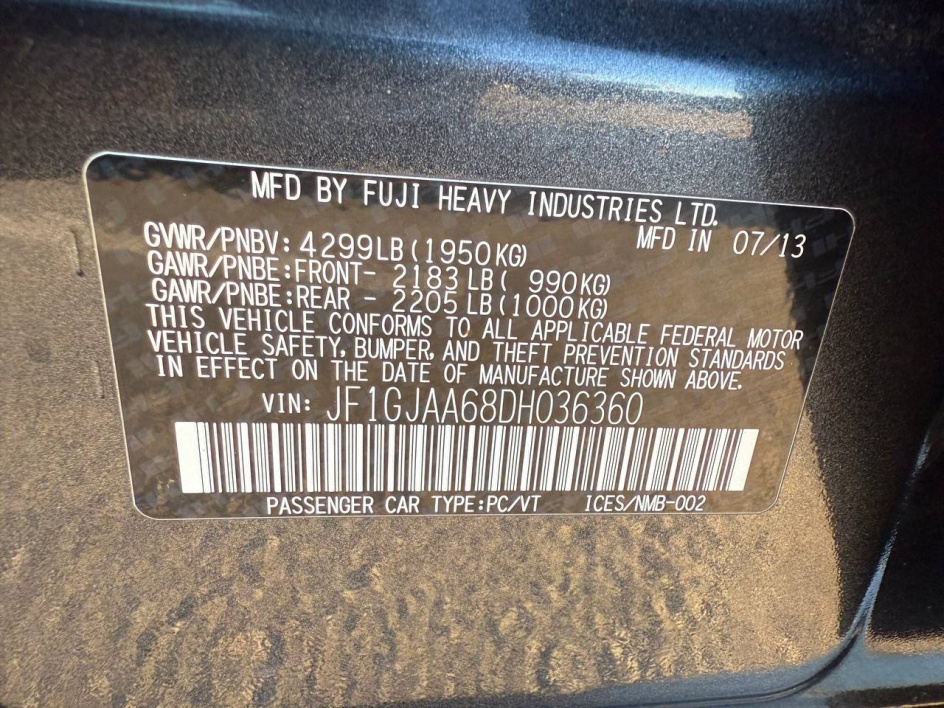 MFD BY FUJI HEAVY INDUSTRIES LTD.
MFD IN 07/13
GVWR/PNBV: 4299LB (1950KG)
GAWR/PNBE:FRONT- 2183 LB ( 990KG)
GAWR/PNBE:REAR - 2205 LB (1000KG)
THIS VEHICLE CONFORMS TO ALL APPLICABLE FEDERAL MOTOR
VEHICLE SAFETY, BUMPER, AND THEFT PREVENTION STANDARDS
IN EFFECT ON THE DATE OF MANUFACTURE SHOWN ABOVE.
VIN: JF1GJAA68DH036360
PASSENGER CAR TYPE:PC/VT ICES/NMB-002